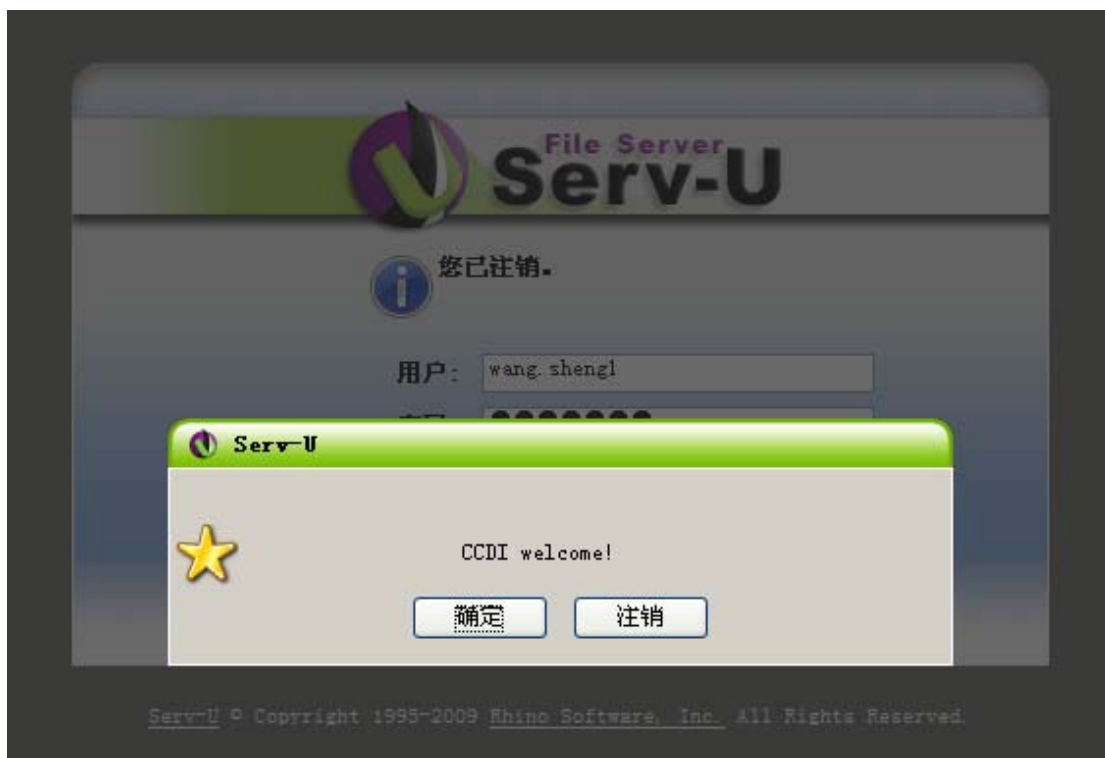 File Server
Serv-U
您已注销。
用户: wang.sheng1
Serv-U
CCDI welcome!
确定 注销
Serv-U © Copyright 1995-2009 Rhino Software, Inc. All Rights Reserved.